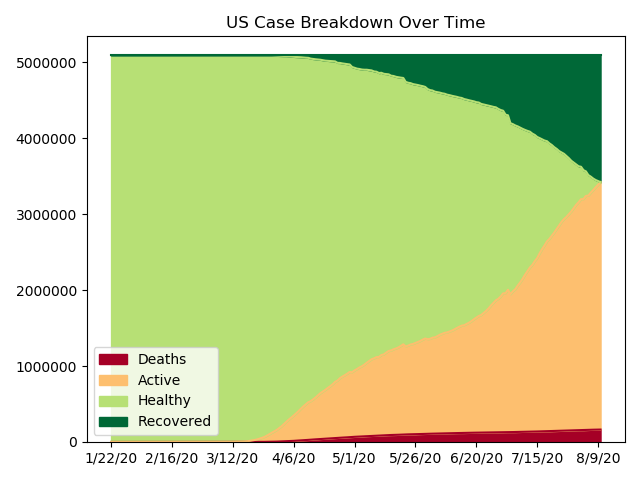 US Case Breakdown Over Time
5000000
4000000
3000000
2000000
1000000
0
Deaths
Active
Healthy
Recovered
1/22/20 2/16/20 3/12/20 4/6/20 5/1/20 5/26/20 6/20/20 7/15/20 8/9/20